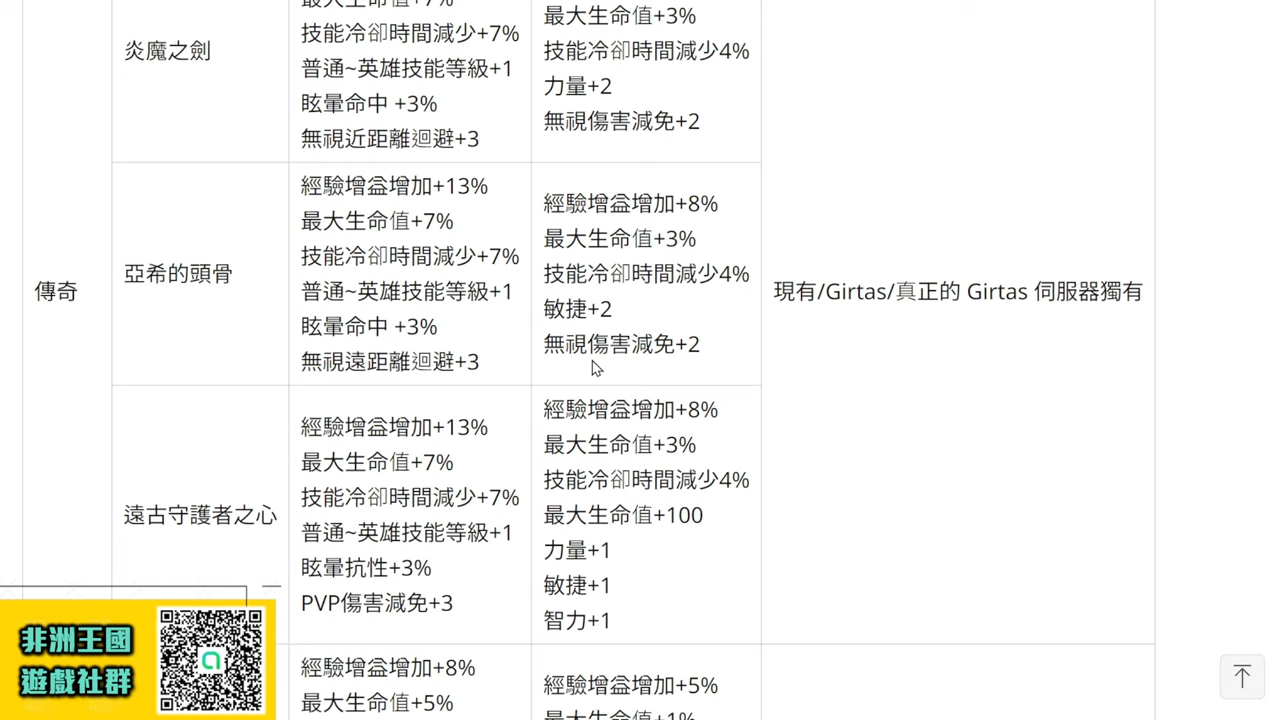 最大生命值+7%
技能冷卻時間減少+7%
普通~英雄技能等級+1
眩暈命中 +3%
無視近距離迴避+3
炎魔之劍
最大生命值+3%
技能冷卻時間減少4%
力量+2
無視傷害減免+2
傳奇
亞希的頭骨
經驗增益增加+13%
最大生命值+7%
技能冷卻時間減少+7%
普通~英雄技能等級+1
眩暈命中 +3%
無視遠距離迴避+3
經驗增益增加+8%
最大生命值+3%
技能冷卻時間減少4%
敏捷+2
無視傷害減免+2
現有/Girtas/真正的 Girtas 伺服器獨有
遠古守護者之心
經驗增益增加+13%
最大生命值+7%
技能冷卻時間減少+7%
普通~英雄技能等級+1
眩暈抗性+3%
PVP傷害減免+3
經驗增益增加+8%
最大生命值+3%
技能冷卻時間減少4%
最大生命值+100
力量+1
敏捷+1
智力+1
經驗增益增加+8%
最大生命值+5%
經驗增益增加+5%
最大生命值+1%
非洲王國
遊戲社群